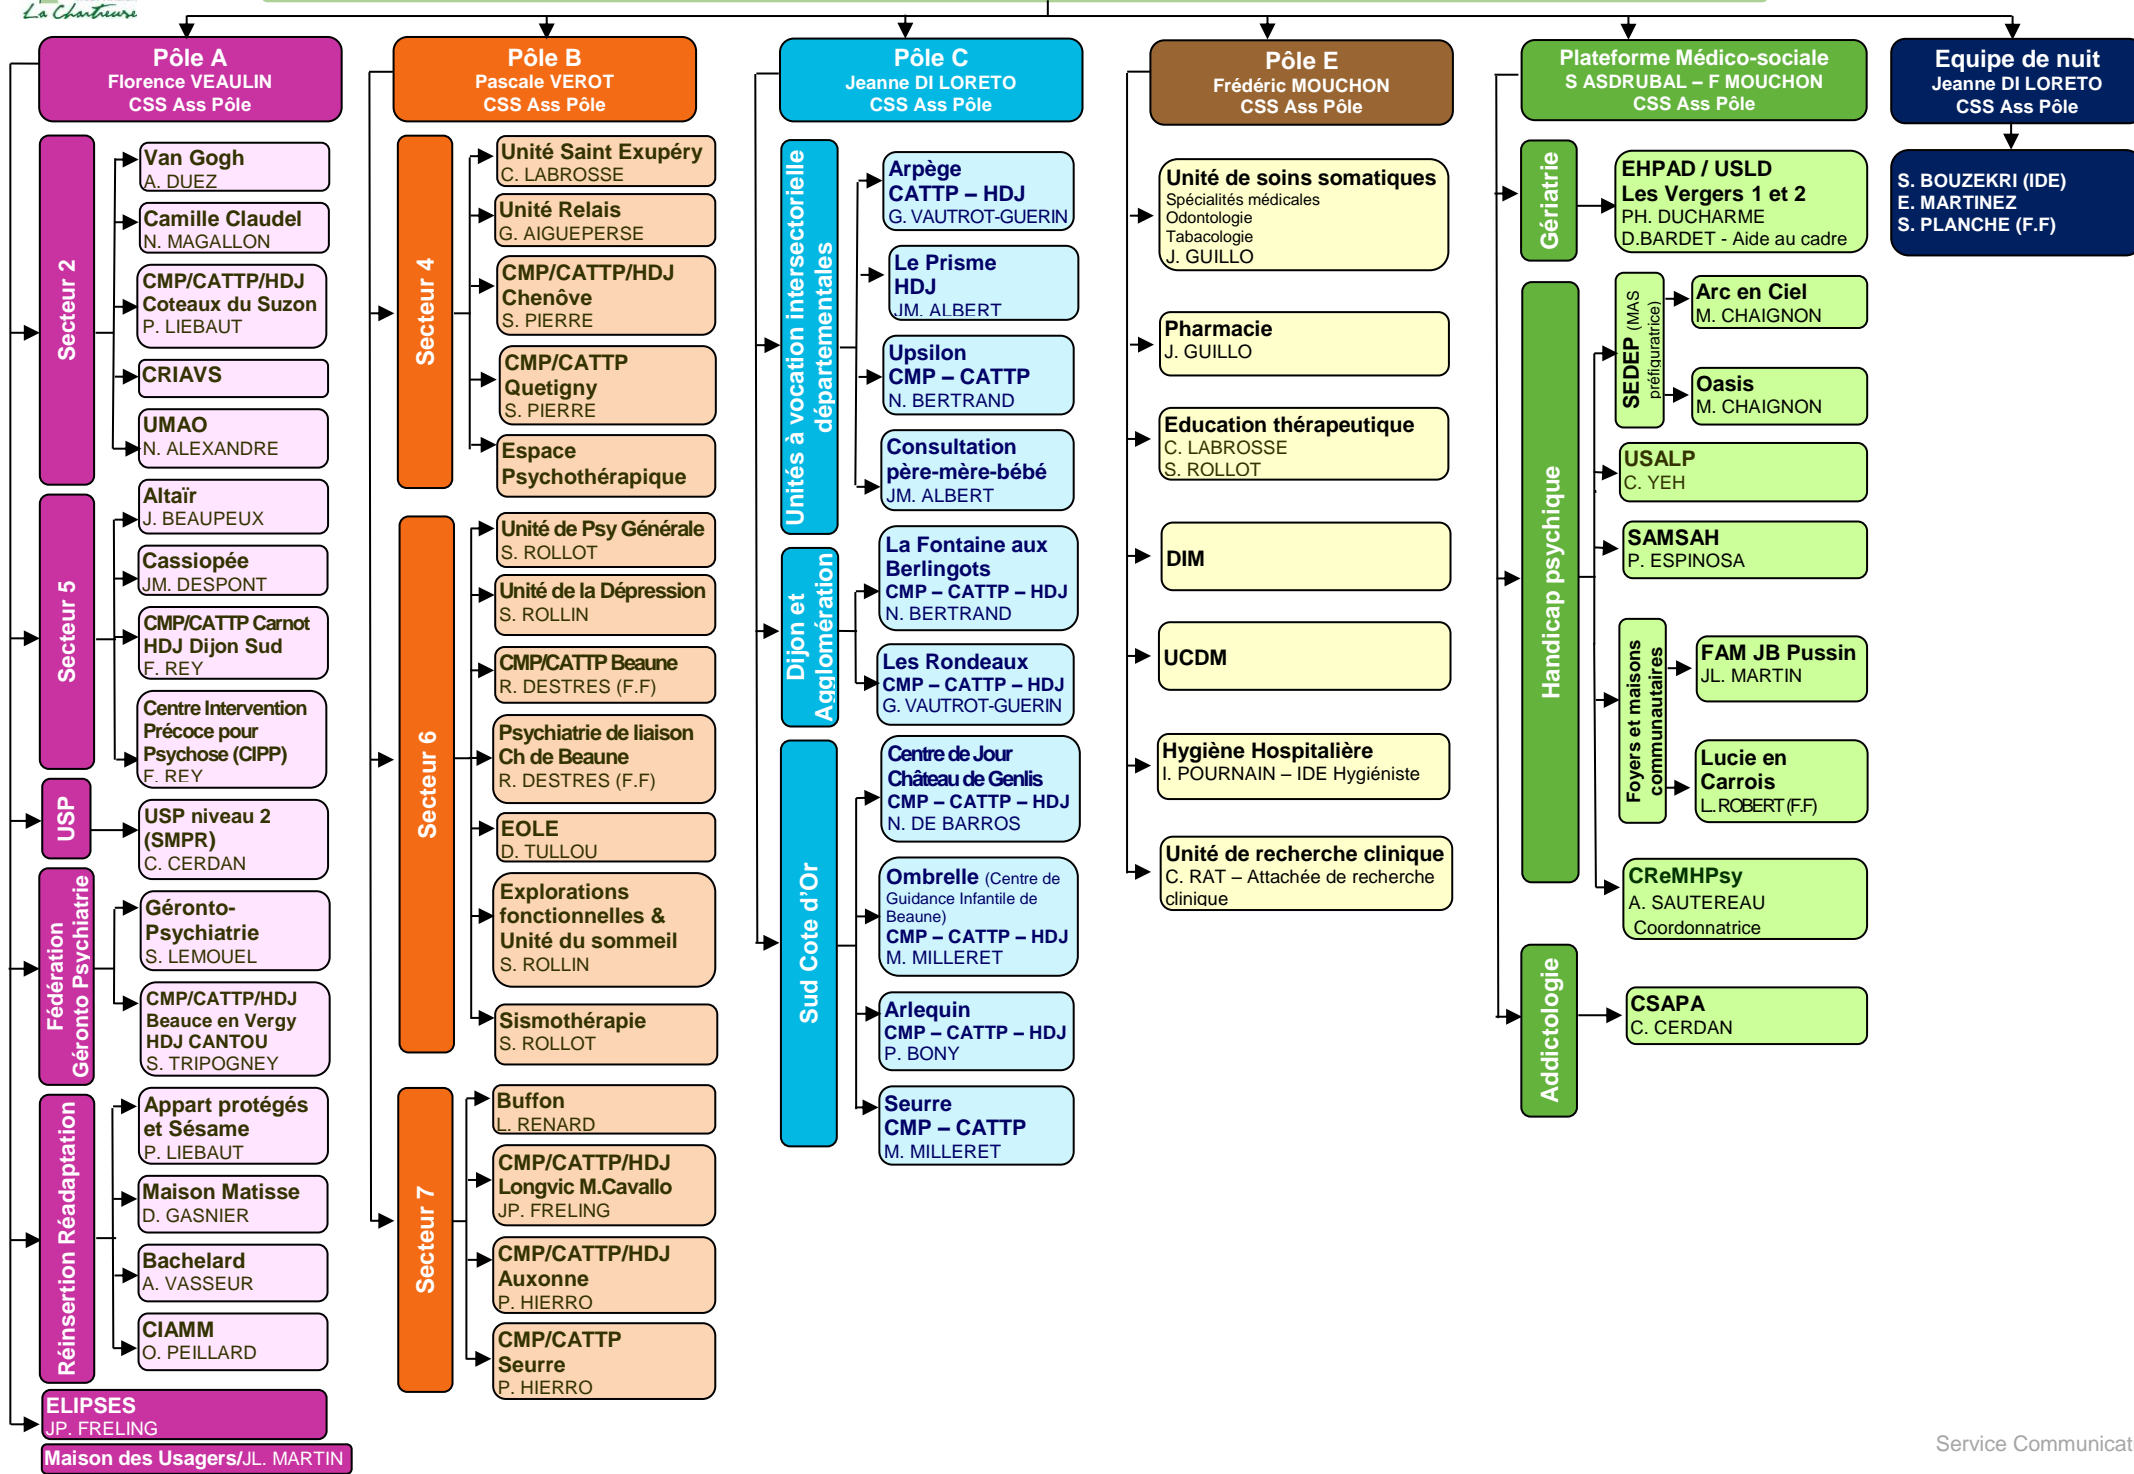 La Chartreuse
Pôle A
Florence VEAULIN
CSS Ass Pôle
Secteur 2
Van Gogh
A. DUEZ
Camille Claudel
N. MAGALLON
CMP/CATTP/HDJ
Coteaux du Suzon
P. LIEBAUT
CRIAVS
UMAO
N. ALEXANDRE
Secteur 5
Altaïr
J. BEAUPEUX
Cassiopée
JM. DESPONT
CMP/CATTP Carnot
HDJ Dijon Sud
F. REY
Centre Intervention
Précoce pour
Psychose (CIPP)
F. REY
USP
USP niveau 2
(SMPR)
C. CERDAN
Fédération
Géronto Psychiatrie
Géronto-
Psychiatrie
S. LEMOUEL
CMP/CATTP/HDJ
Beauce en Vergy
HDJ CANTOU
S. TRIPOGNEY
Réinsertion Réadaptation
Appart protégés
et Sésame
P. LIEBAUT
Maison Matisse
D. GASNIER
Bachelard
A. VASSEUR
CIAMM
O. PEILLARD
ELIPSES
JP. FRELING
Maison des Usagers/JL. MARTIN
Pôle B
Pascale VEROT
CSS Ass Pôle
Secteur 4
Unité Saint Exupéry
C. LABROSSE
Unité Relais
G. AIGUEPERSE
CMP/CATTP/HDJ
Chenôve
S. PIERRE
CMP/CATTP
Quetigny
S. PIERRE
Espace
Psychothérapique
Secteur 6
Unité de Psy Générale
S. ROLLOT
Unité de la Dépression
S. ROLLIN
CMP/CATTP Beaune
R. DESTRES (F.F)
Psychiatrie de liaison
Ch de Beaune
R. DESTRES (F.F)
EOLE
D. TULLOU
Explorations
fonctionnelles &
Unité du sommeil
S. ROLLIN
Sismothérapie
S. ROLLOT
Secteur 7
Buffon
L. RENARD
CMP/CATTP/HDJ
Longvic M.Cavallo
JP. FRELING
CMP/CATTP/HDJ
Auxonne
P. HIERRO
CMP/CATTP
Seurre
P. HIERRO
Pôle C
Jeanne DI LORETO
CSS Ass Pôle
Unités à vocation intersectorielle
départementales
Arpège
CATTP – HDJ
G. VAUTROT-GUERIN
Le Prisme
HDJ
JM. ALBERT
Upsilon
CMP – CATTP
N. BERTRAND
Consultation
père-mère-bébé
JM. ALBERT
Dijon et
Agglomération
La Fontaine aux
Berlingots
CMP – CATTP – HDJ
N. BERTRAND
Les Rondeaux
CMP – CATTP – HDJ
G. VAUTROT-GUERIN
Sud Cote d'Or
Centre de Jour
Château de Genlis
CMP – CATTP – HDJ
N. DE BARROS
Ombrelle (Centre de
Guidance Infantile de
Beaune)
CMP – CATTP – HDJ
M. MILLERET
Arlequin
CMP – CATTP – HDJ
P. BONY
Seurre
CMP – CATTP
M. MILLERET
Pôle E
Frédéric MOUCHON
CSS Ass Pôle
Unité de soins somatiques
Spécialités médicales
Odontologie
Tabacologie
J. GUILLO
Pharmacie
J. GUILLO
Education thérapeutique
C. LABROSSE
S. ROLLOT
DIM
UCDM
Hygiène Hospitalière
I. POURNAIN – IDE Hygiéniste
Unité de recherche clinique
C. RAT – Attachée de recherche
clinique
Plateforme Médico-sociale
S ASDRUBAL – F MOUCHON
CSS Ass Pôle
Gériatrie
EHPAD / USLD
Les Vergers 1 et 2
PH. DUCHARME
D.BARDET - Aide au cadre
Handicap psychique
SEDEP (MAS
préfiguratrice)
Arc en Ciel
M. CHAIGNON
Oasis
M. CHAIGNON
USALP
C. YEH
SAMSAH
P. ESPINOSA
Foyers et maisons
communautaires
FAM JB Pussin
JL. MARTIN
Lucie en
Carrois
L. ROBERT (F.F)
CReMHPsy
A. SAUTEREAU
Coordonnatrice
Addictologie
CSAPA
C. CERDAN
Equipe de nuit
Jeanne DI LORETO
CSS Ass Pôle
S. BOUZEKRI (IDE)
E. MARTINEZ
S. PLANCHE (F.F)
Service Communicat